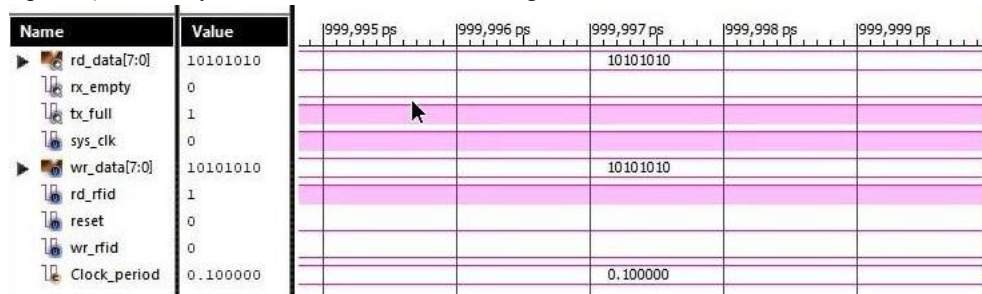 Name Value 999,995 ps 999,996 ps 999,997 ps 999,998 ps 999,999 ps
rd_data[7:0] 10101010 10101010
rx_empty 0
tx_full 1
sys_clk 0
wr_data[7:0] 10101010 10101010
rd_rfid 1
reset 0
wr_rfid 0
Clock_period 0.100000 0.100000